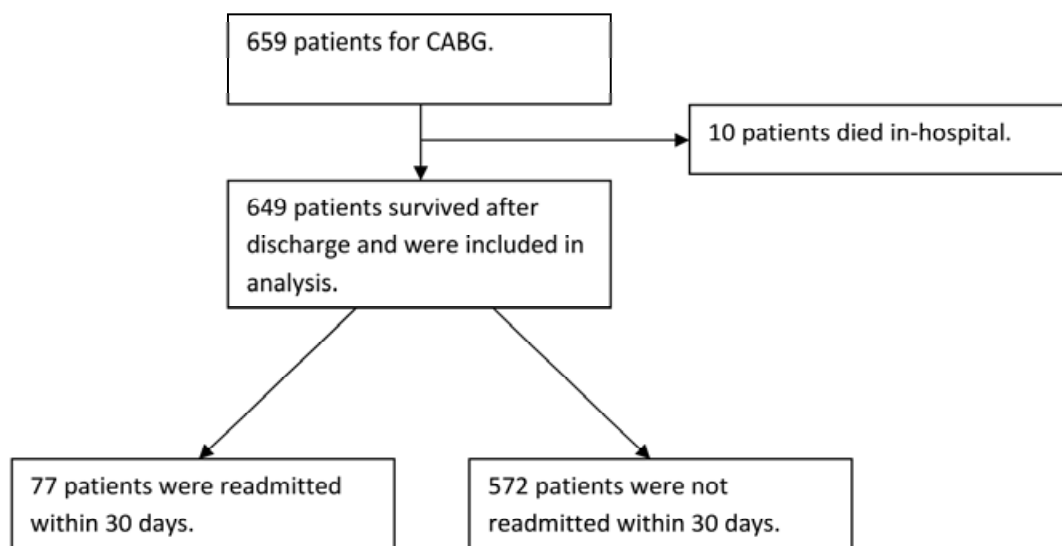 659 patients for CABG.
10 patients died in-hospital.
649 patients survived after
discharge and were included in
analysis.
77 patients were readmitted
within 30 days.
572 patients were not
readmitted within 30 days.